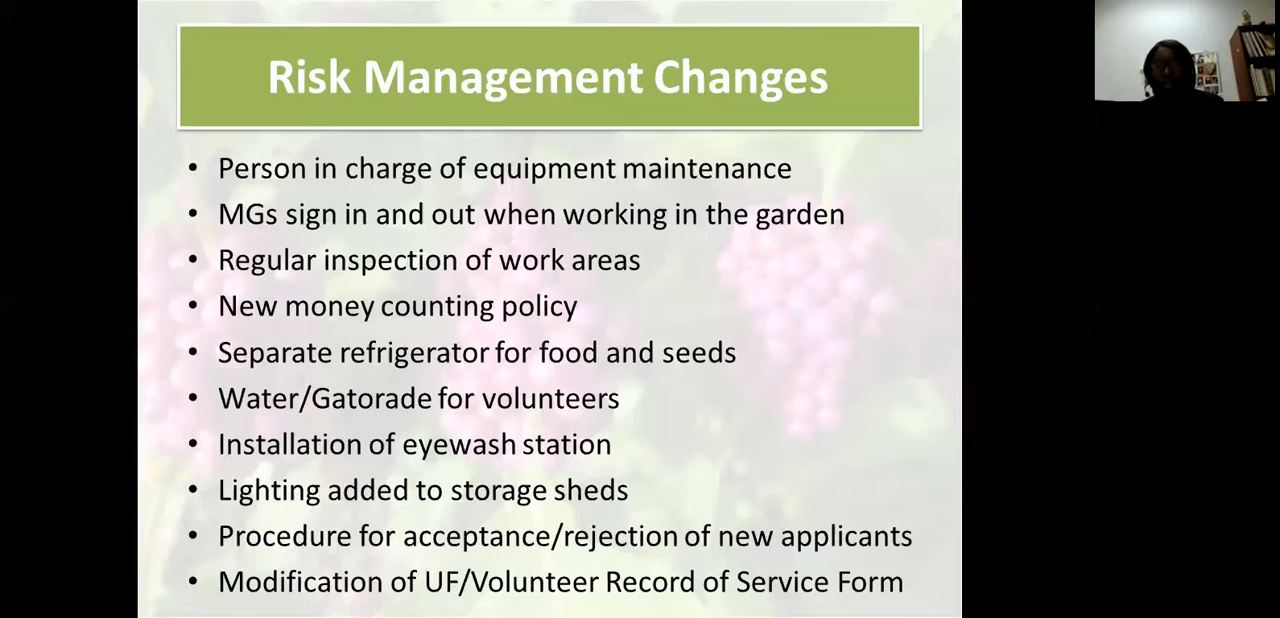 Risk Management Changes
• Person in charge of equipment maintenance
• MGs sign in and out when working in the garden
• Regular inspection of work areas
• New money counting policy
• Separate refrigerator for food and seeds
• Water/Gatorade for volunteers
• Installation of eyewash station
• Lighting added to storage sheds
• Procedure for acceptance/rejection of new applicants
• Modification of UF/Volunteer Record of Service Form